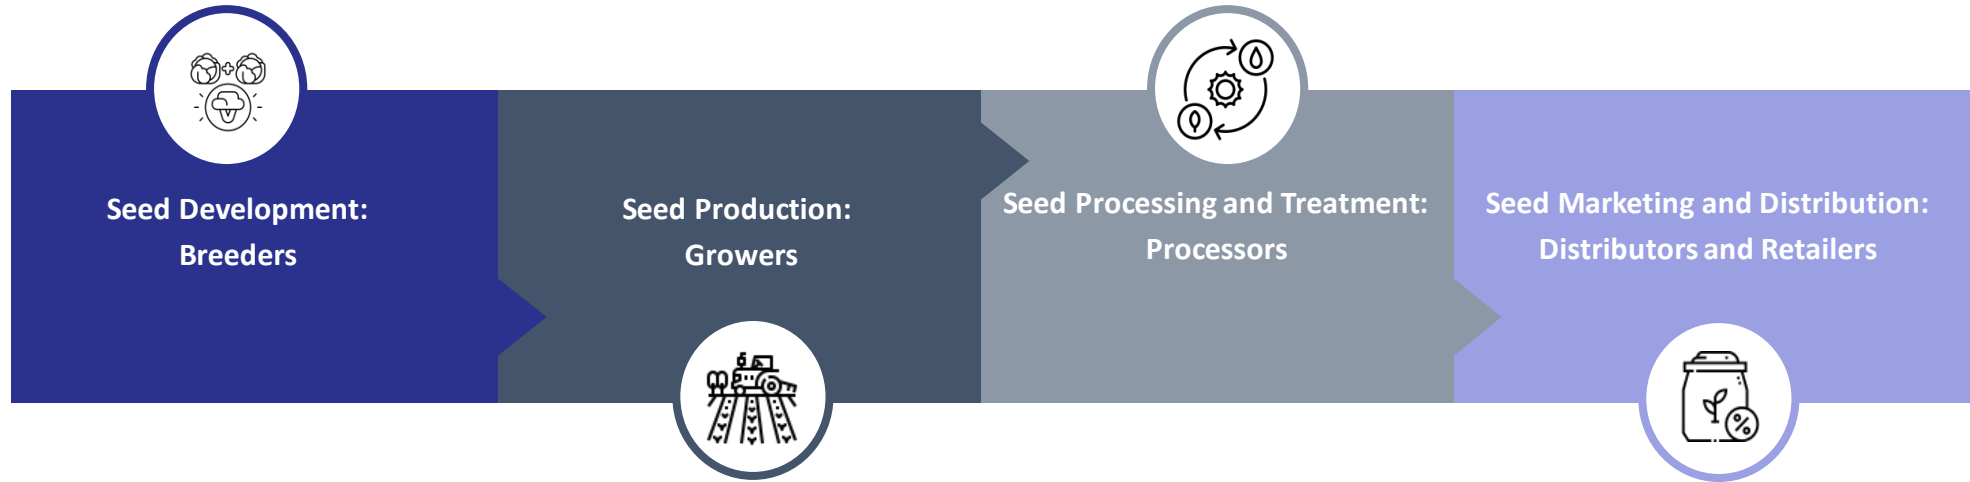 Seed Development:
Breeders
Seed Production:
Growers
Seed Processing and Treatment:
Processors
Seed Marketing and Distribution:
Distributors and Retailers
%